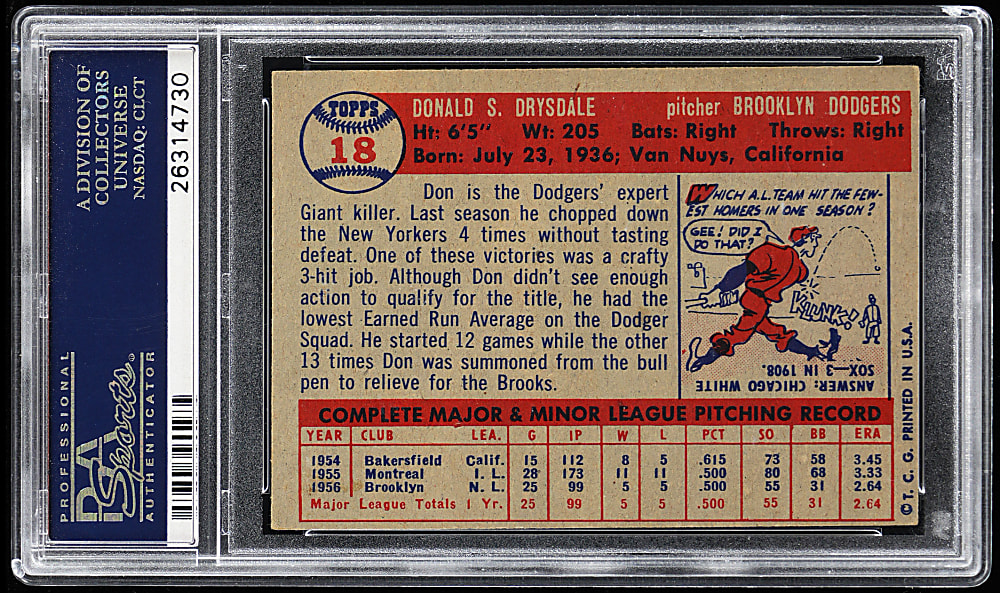 A DIVISION OF
COLLECTORS
UNIVERSE
NASDAQ: CLCT
26314730
PROFESSIONAL
PSA
Sports®
AUTHENTICATOR
TOPPS
18
DONALD S. DRYSDALE pitcher BROOKLYN DODGERS
Ht: 6'5" Wt: 205 Bats: Right Throws: Right
Born: July 23, 1936; Van Nuys, California
Don is the Dodgers' expert
Giant killer. Last season he chopped down
the New Yorkers 4 times without tasting
defeat. One of these victories was a crafty
3-hit job. Although Don didn't see enough
action to qualify for the title, he had the
lowest Earned Run Average on the Dodger
Squad. He started 12 games while the other
13 times Don was summoned from the bull
pen to relieve for the Brooks.
WHICH A.L. TEAM HIT THE FEW-
EST HOMERS IN ONE SEASON?
GEE! DID I
DO THAT?
KLUNK!
ANSWER: CHICAGO WHITE
SOX—3 IN 1908.
COMPLETE MAJOR & MINOR LEAGUE PITCHING RECORD
YEAR CLUB LEA. G IP W L PCT SO BB ERA
1954 Bakersfield Calif. 15 112 8 5 .615 73 58 3.45
1955 Montreal I. L. 28 173 11 11 .500 80 68 3.33
1956 Brooklyn N. L. 25 99 5 5 .500 55 31 2.64
Major League Totals 1 Yr. 25 99 5 5 .500 55 31 2.64
© T. C. G. PRINTED IN U.S.A.